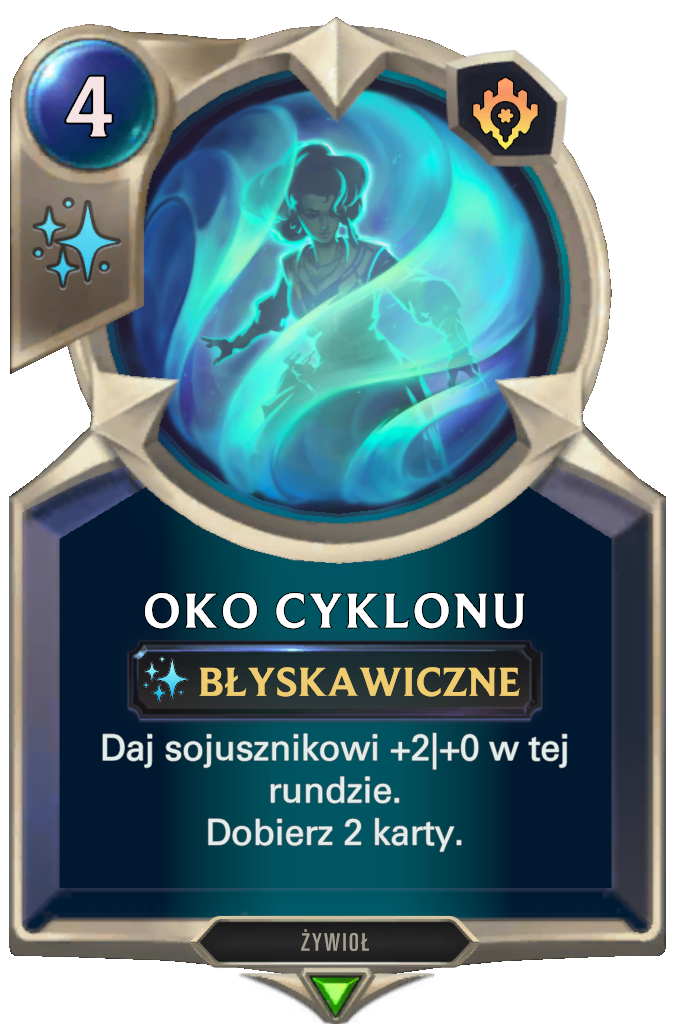 4
OKO CYKLONU
BŁYSKAWICZNE
Daj sojusznikowi +2|+0 w tej
rundzie.
Dobierz 2 karty.
ŻYWIOŁ